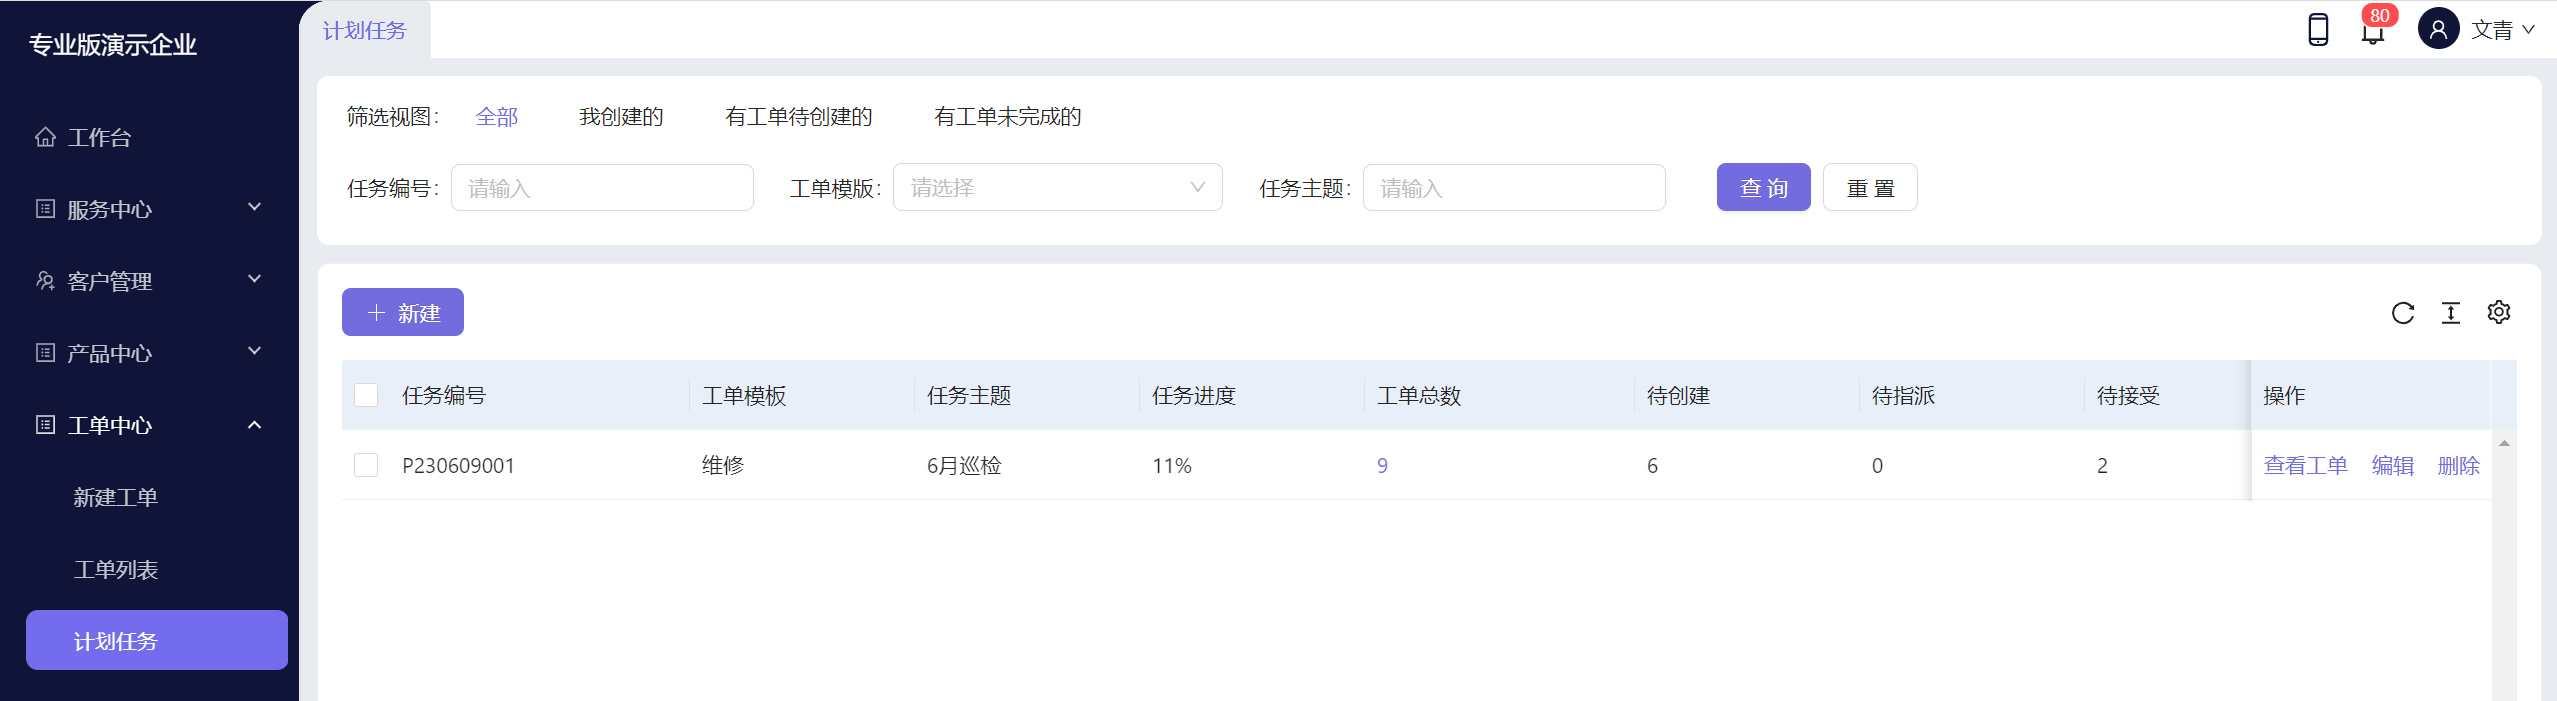 专业版演示企业
工作台
服务中心
客户管理
产品中心
工单中心
新建工单
工单列表
计划任务
计划任务
80
文青
筛选视图: 全部 我创建的 有工单待创建的 有工单未完成的
任务编号: 请输入 工单模版: 请选择 任务主题: 请输入 查 询 重 置
新建
任务编号 工单模板 任务主题 任务进度 工单总数 待创建 待指派 待接受 操作
P230609001 维修 6月巡检 11% 9 6 0 2 查看工单 编辑 删除